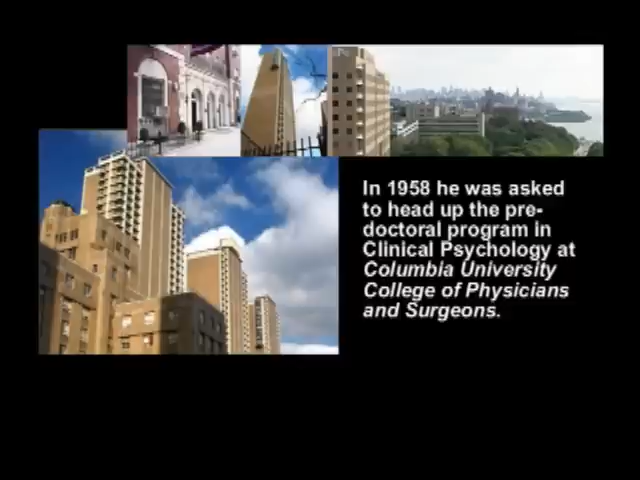 In 1958 he was asked
to head up the pre-
doctoral program in
Clinical Psychology at
Columbia University
College of Physicians
and Surgeons.